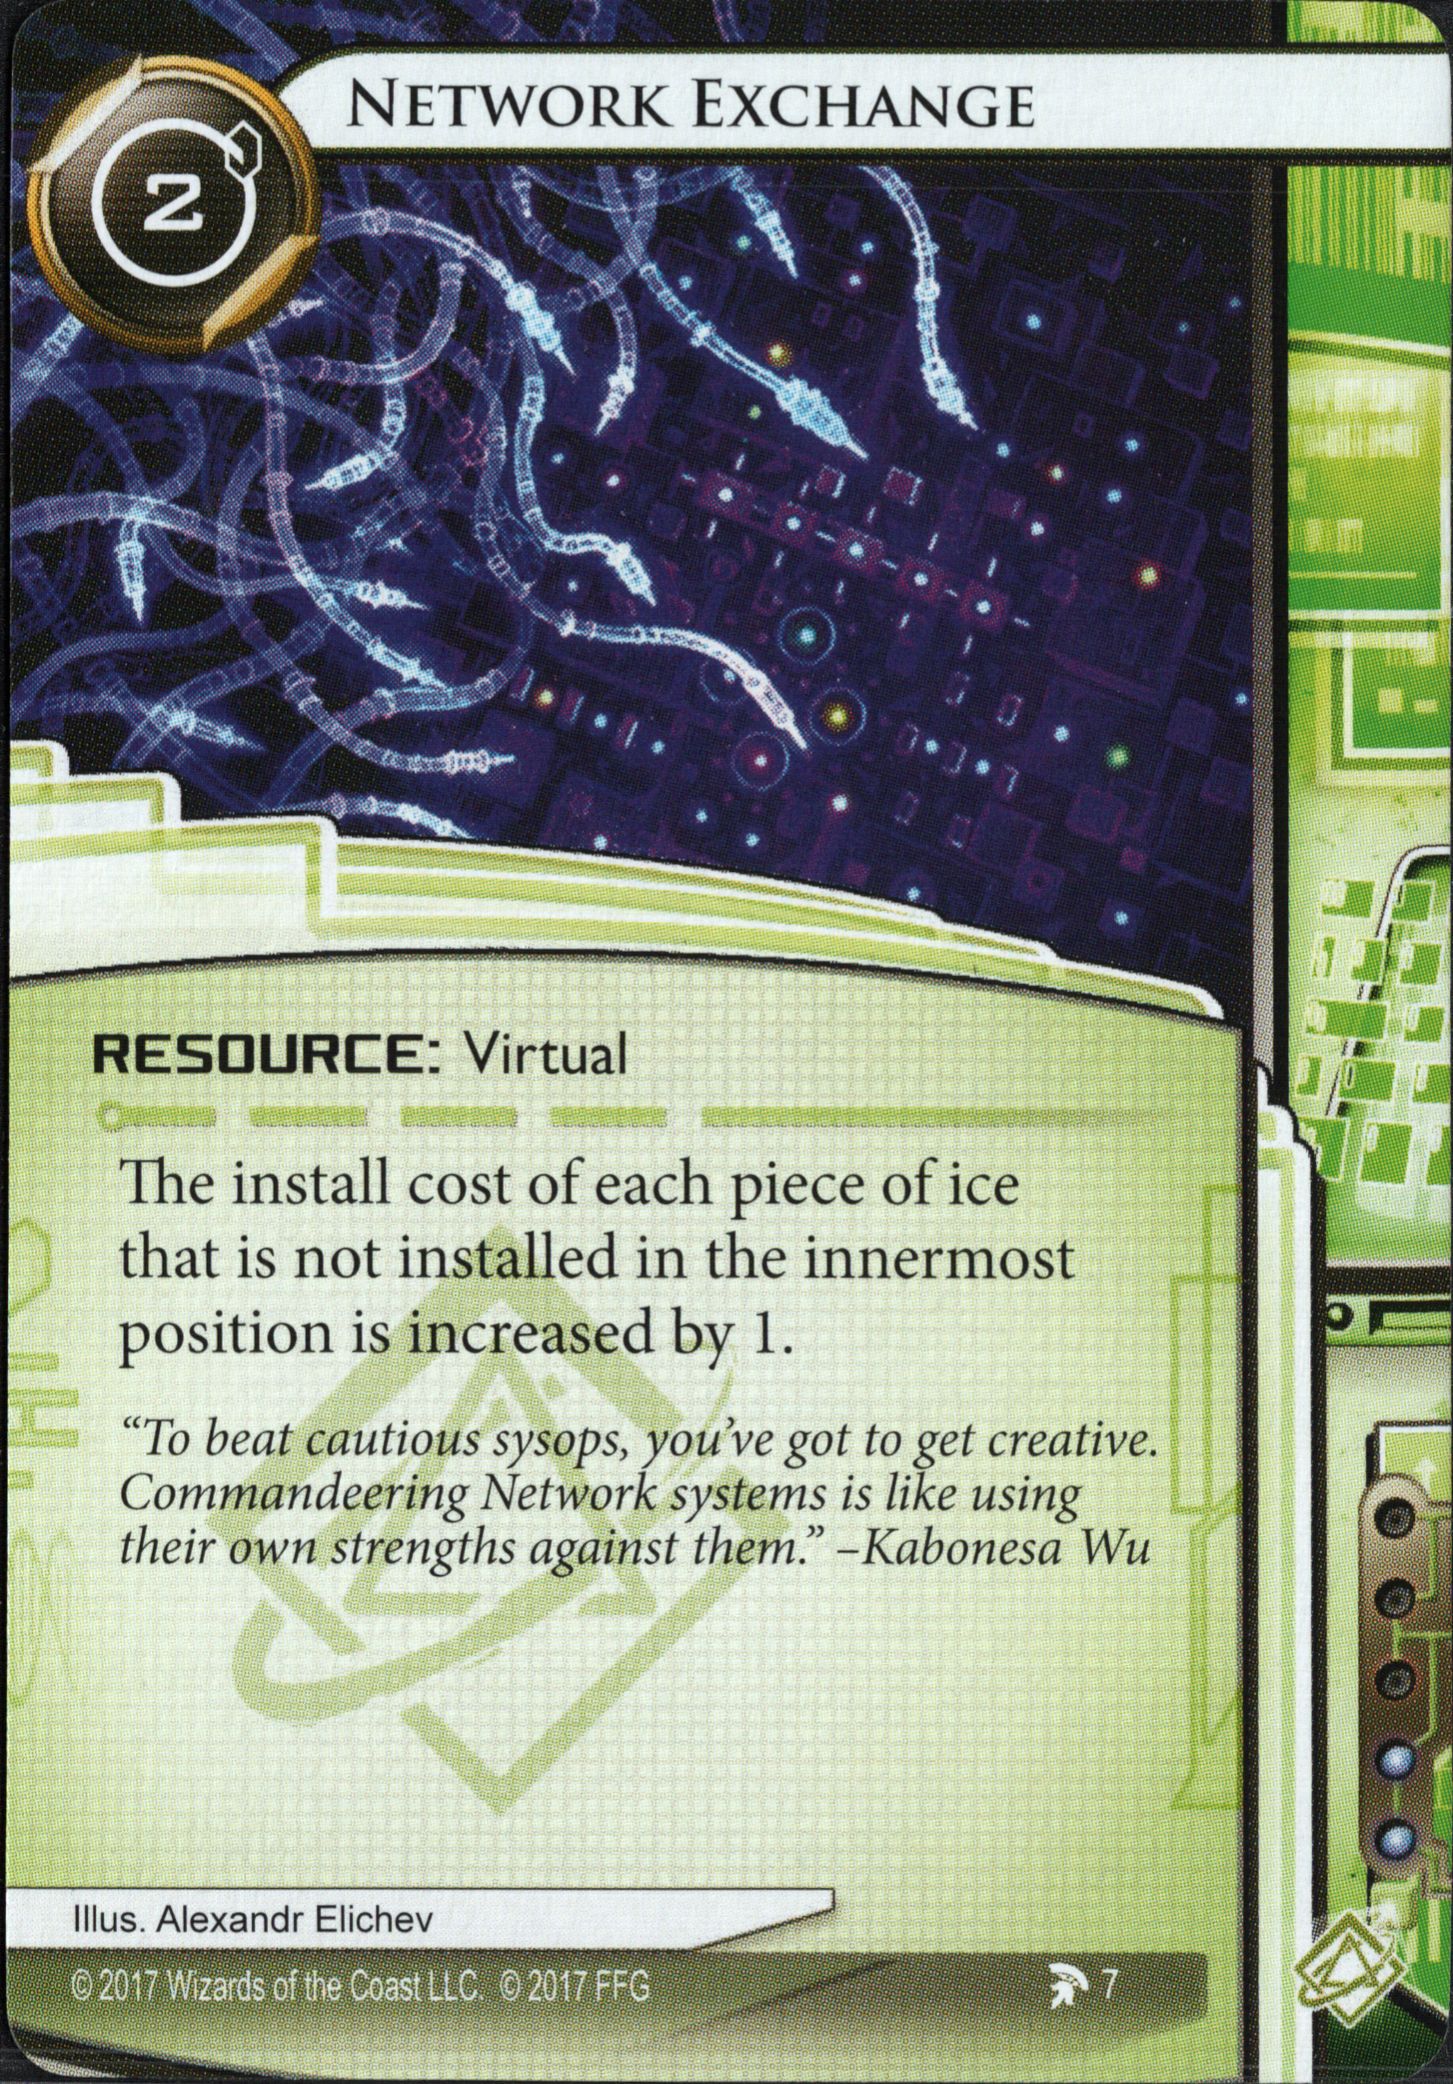 2
NETWORK EXCHANGE
RESOURCE: Virtual
The install cost of each piece of ice
that is not installed in the innermost
position is increased by 1.
“To beat cautious sysops, you’ve got to get creative.
Commandeering Network systems is like using
their own strengths against them.” –Kabonesa Wu
Illus. Alexandr Elichev
© 2017 Wizards of the Coast LLC. © 2017 FFG
7